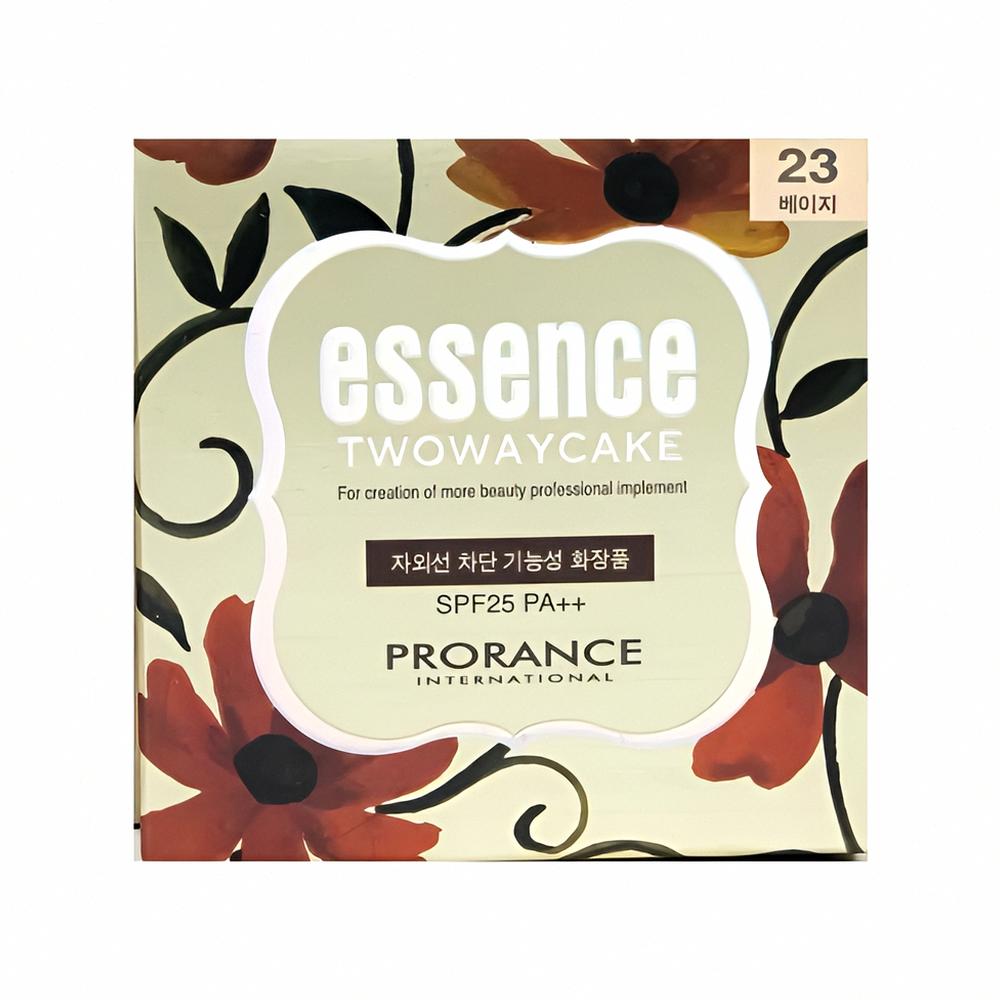 23
베이지
essence
TWOWAYCAKE
For creation of more beauty professional implement
자외선 차단 기능성 화장품
SPF25 PA++
PRORANCE
INTERNATIONAL